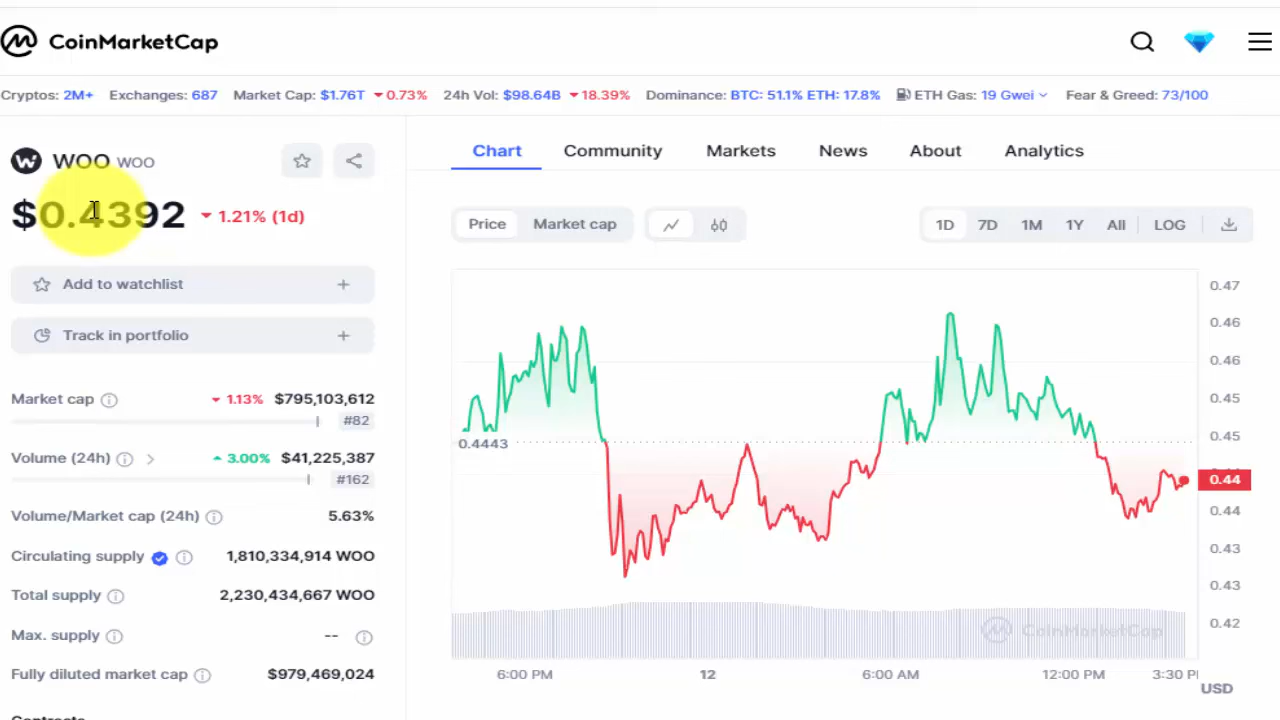 CoinMarketCap
Cryptos: 2M+ Exchanges: 687 Market Cap: $1.76T 0.73% 24h Vol: $98.64B 18.39% Dominance: BTC: 51.1% ETH: 17.8% ETH Gas: 19 Gwei Fear & Greed: 73/100
WOO WOO
$0.4392 1.21% (1d)
Add to watchlist +
Track in portfolio +
Market cap 1.13% $795,103,612
#82
Volume (24h) 3.00% $41,225,387
#162
Volume/Market cap (24h) 5.63%
Circulating supply 1,810,334,914 WOO
Total supply 2,230,434,667 WOO
Max. supply --
Fully diluted market cap $979,469,024
Contracts
Chart Community Markets News About Analytics
Price Market cap 1D 7D 1M 1Y All LOG
0.47
0.46
0.46
0.45
0.45
0.4443
0.44
0.44
0.43
0.43
0.42
CoinMarketCap
6:00 PM 12 6:00 AM 12:00 PM 3:30 P
USD